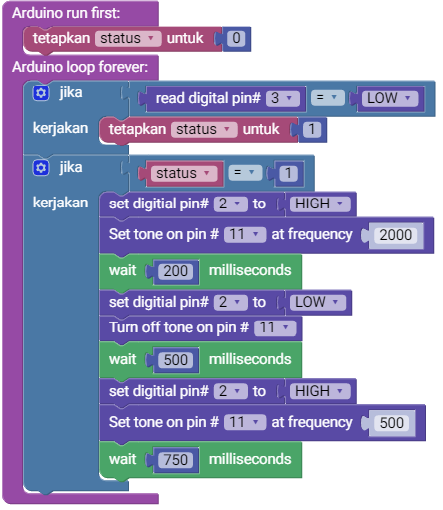 Arduino run first:
tetapkan status untuk 0
Arduino loop forever:
jika read digital pin# 3 = LOW
kerjakan tetapkan status untuk 1
jika status = 1
kerjakan set digitial pin# 2 to HIGH
Set tone on pin # 11 at frequency 2000
wait 200 milliseconds
set digitial pin# 2 to LOW
Turn off tone on pin # 11
wait 500 milliseconds
set digitial pin# 2 to HIGH
Set tone on pin # 11 at frequency 500
wait 750 milliseconds